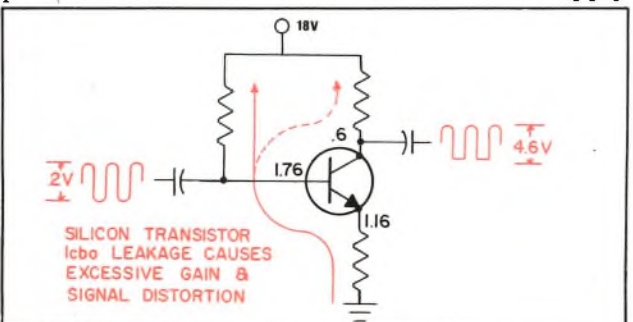 18V
.6
1.76
2V
4.6V
1.16
SILICON TRANSISTOR
Icbo LEAKAGE CAUSES
EXCESSIVE GAIN &
SIGNAL DISTORTION